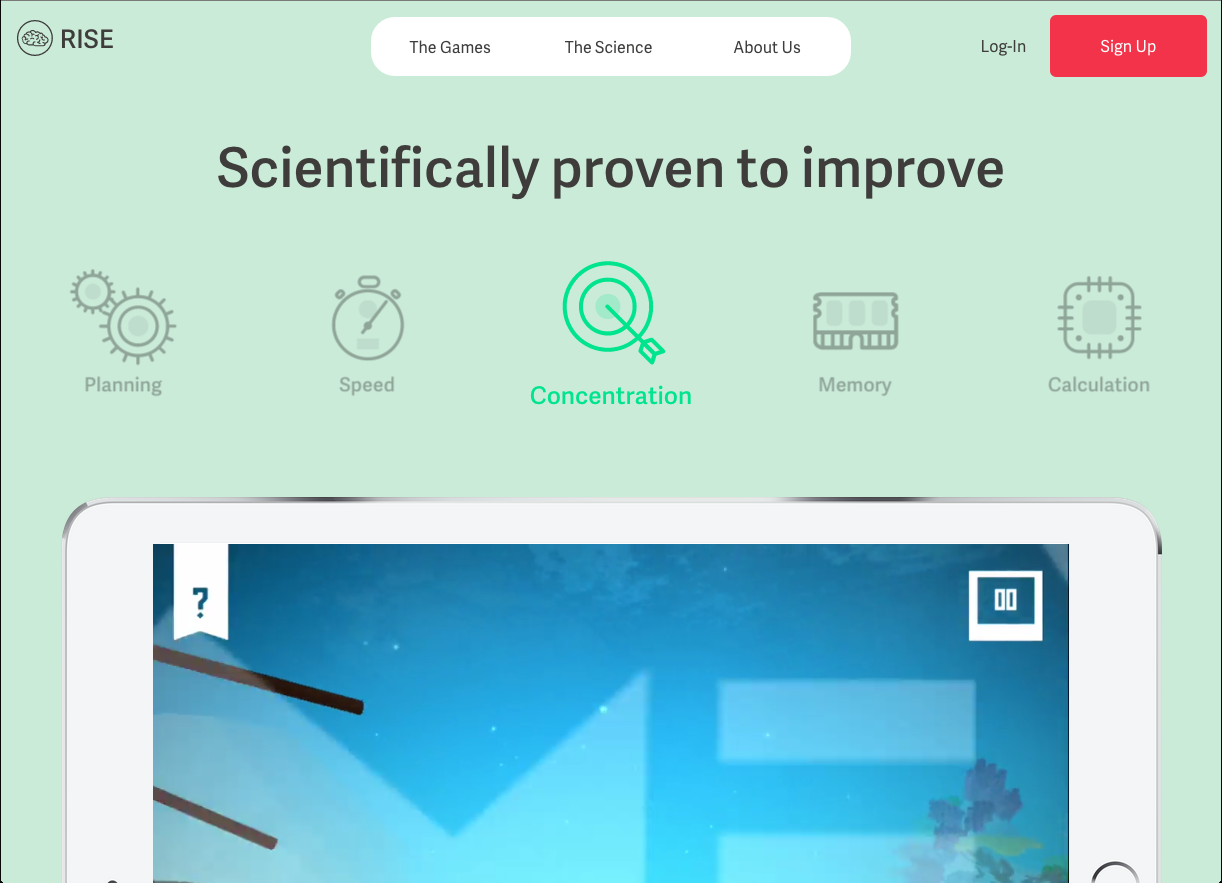 RISE
The Games
The Science
About Us
Log-In
Sign Up
Scientifically proven to improve
Planning
Speed
Concentration
Memory
Calculation
?